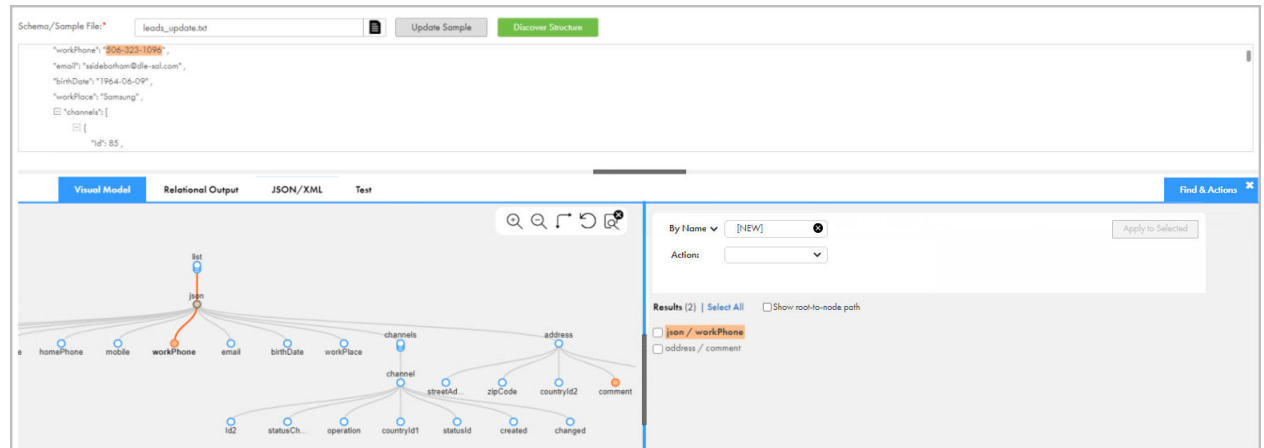 Schema/Sample File:* leads_update.txt Update Sample Discover Structure
"workPhone": "506-323-1096" ,
"email": "ssidebotham@dle-sal.com" ,
"birthDate": "1964-06-09" ,
"workPlace": "Samsung" ,
"channels": [
{
"Id": 85 ,
Visual Model Relational Output JSON/XML Test Find & Actions
By Name [NEW] Apply to Selected
Action:
list
json
Results (2) | Select All Show root-to-node path
json / workPhone
address / comment
channels address
e homePhone mobile workPhone email birthDate workPlace
channel
streetAd... zipCode countryId2 comment
Id2 statusCh... operation countryId1 statusId created changed